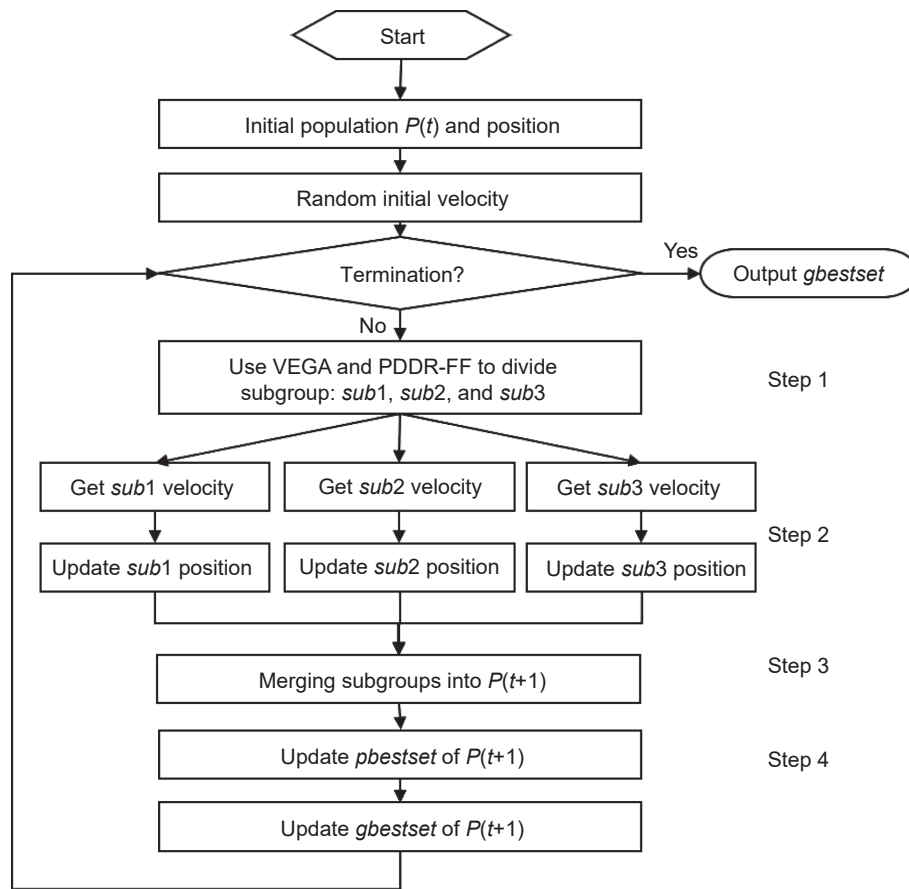 Start
Initial population P(t) and position
Random initial velocity
Termination?
Yes
Output gbestset
No
Use VEGA and PDDR-FF to divide
subgroup: sub1, sub2, and sub3
Step 1
Get sub1 velocity
Get sub2 velocity
Get sub3 velocity
Step 2
Update sub1 position
Update sub2 position
Update sub3 position
Step 3
Merging subgroups into P(t+1)
Update pbestset of P(t+1)
Step 4
Update gbestset of P(t+1)